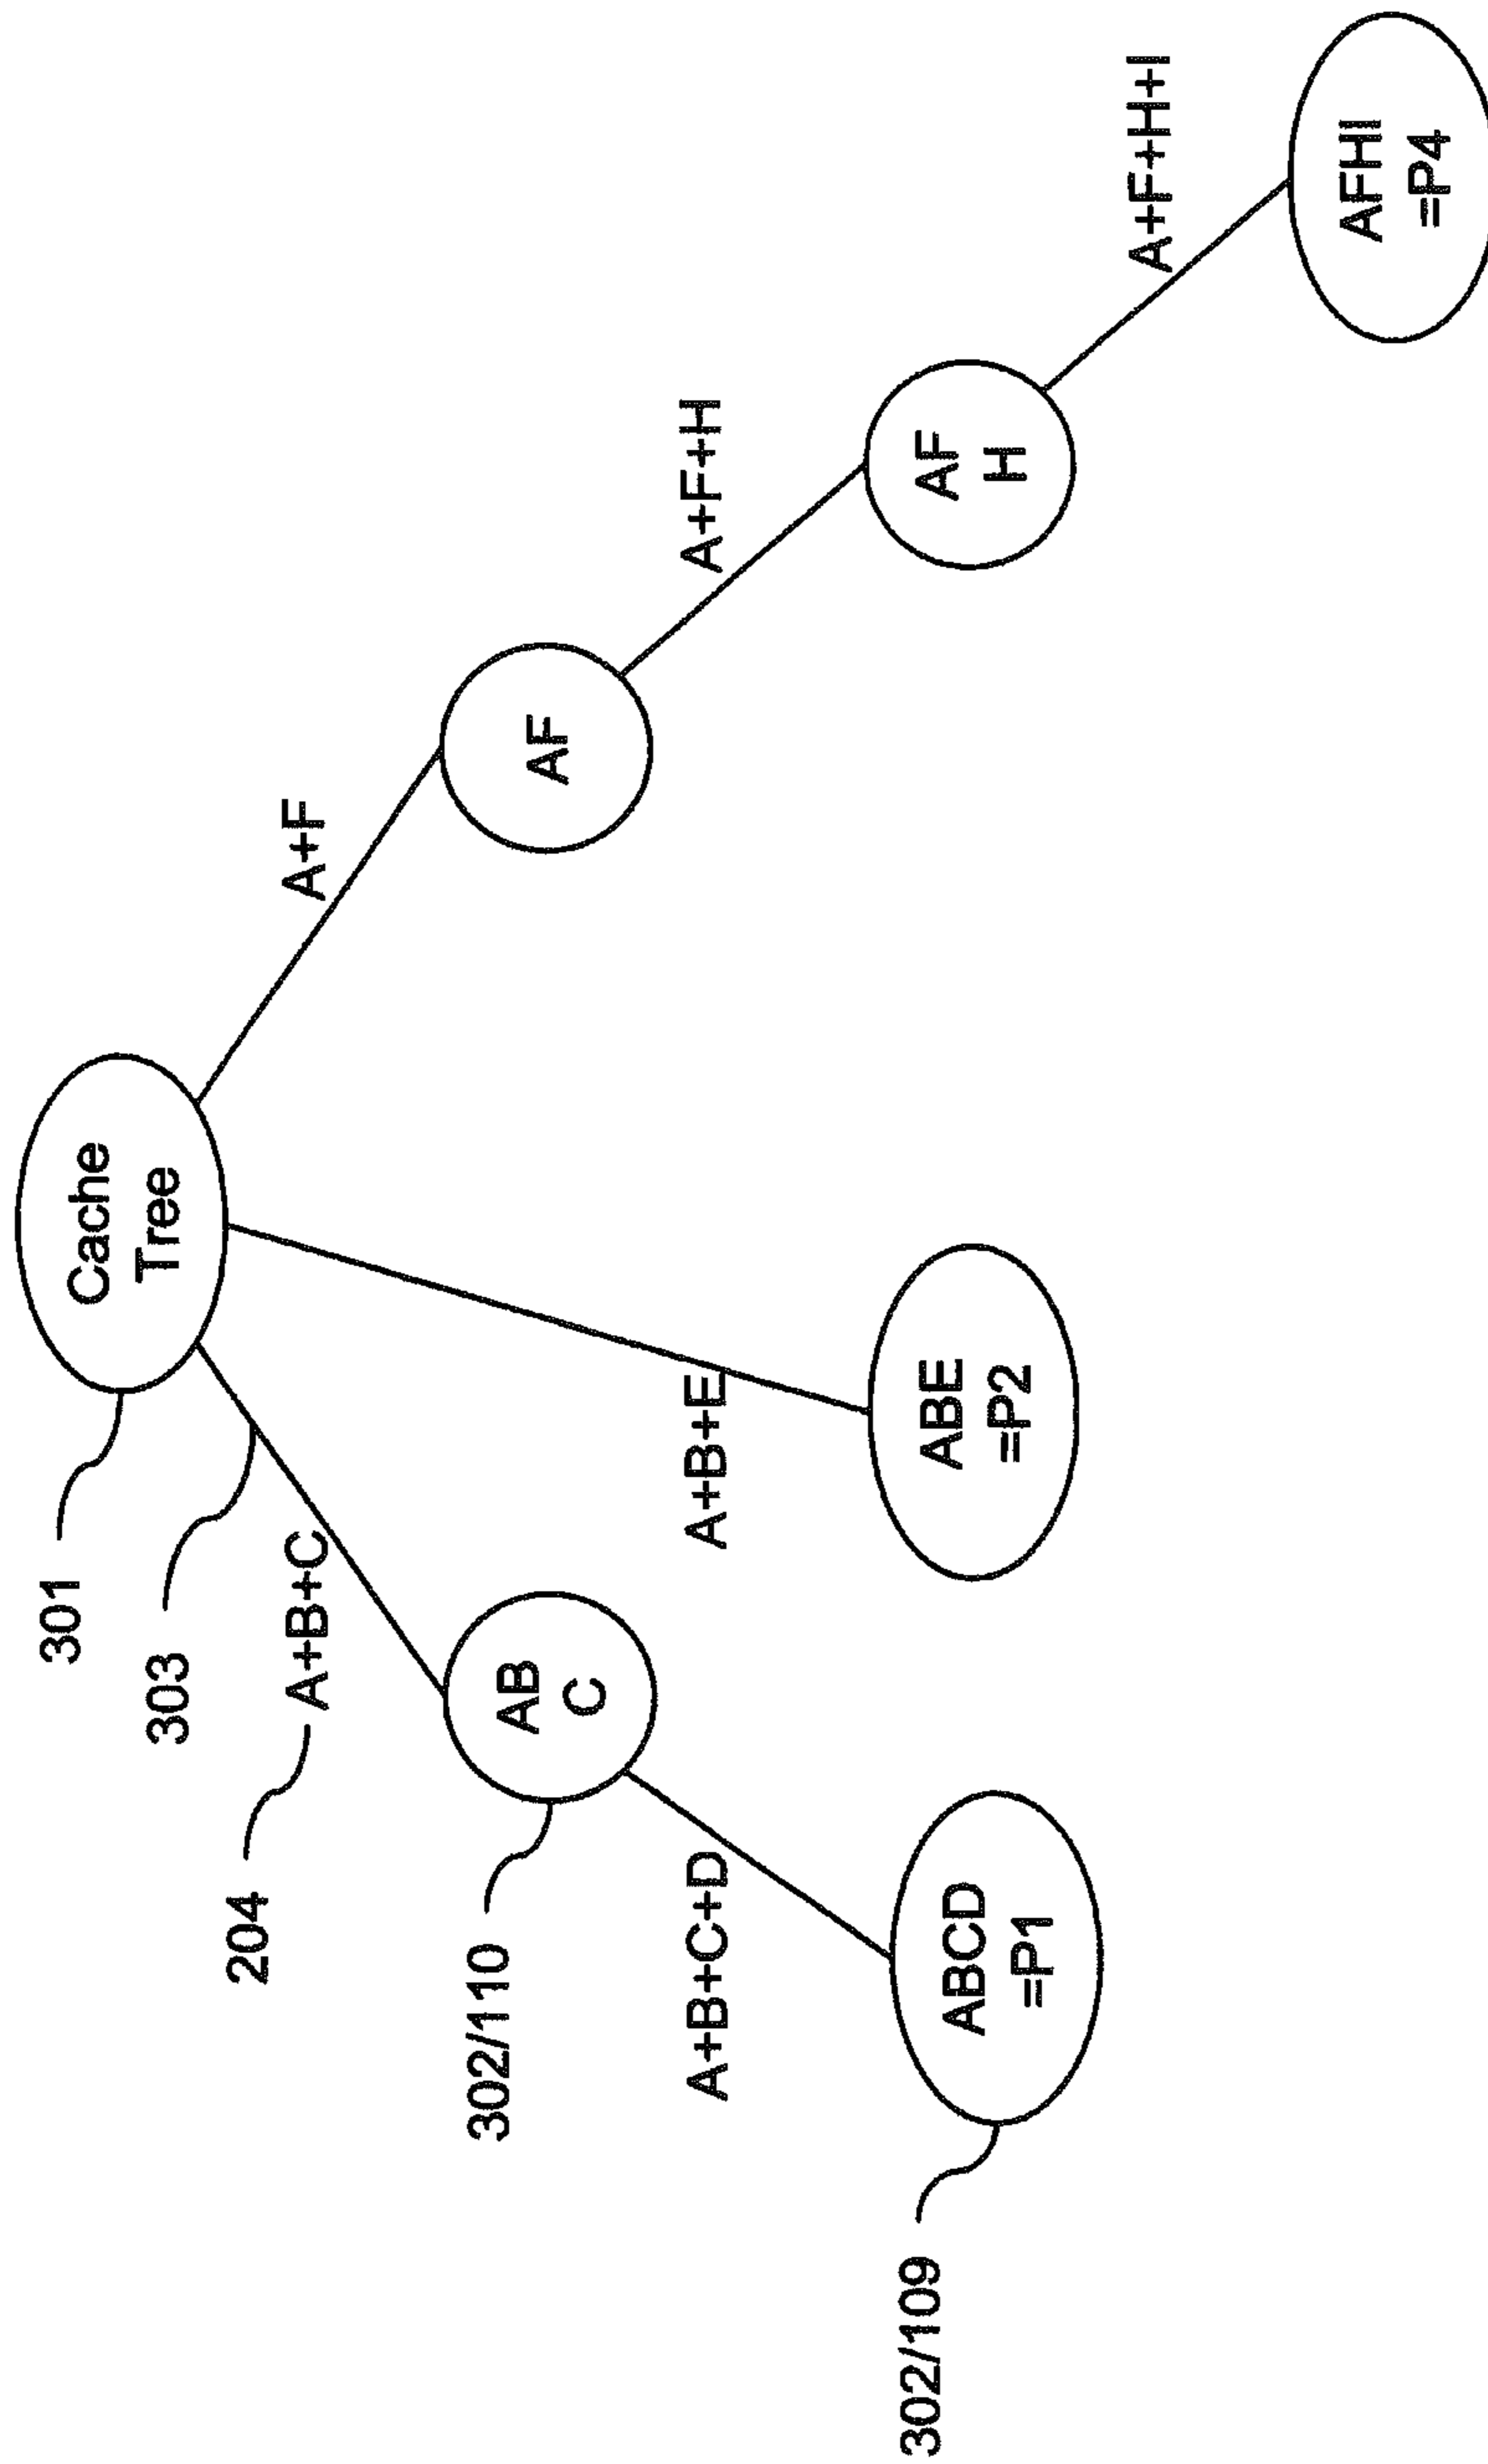 301
Cache
Tree
303
204
A+B+C
A+F
302/110
AB
C
AF
A+B+C+D
A+B+E
A+F+H
302/109
ABCD
=P1
ABE
=P2
AF
H
A+F+H+I
AFHI
=P4